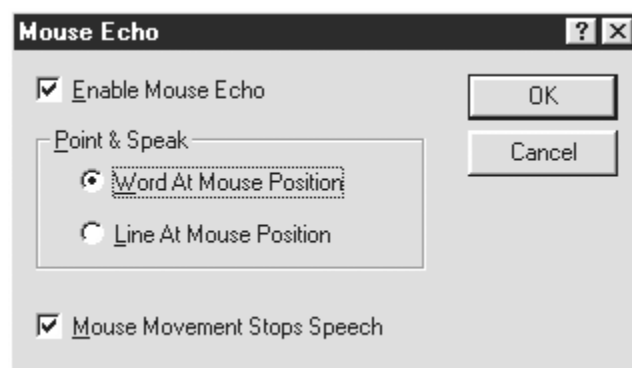 Mouse Echo
Enable Mouse Echo
OK
Point & Speak
Cancel
Word At Mouse Position
Line At Mouse Position
Mouse Movement Stops Speech